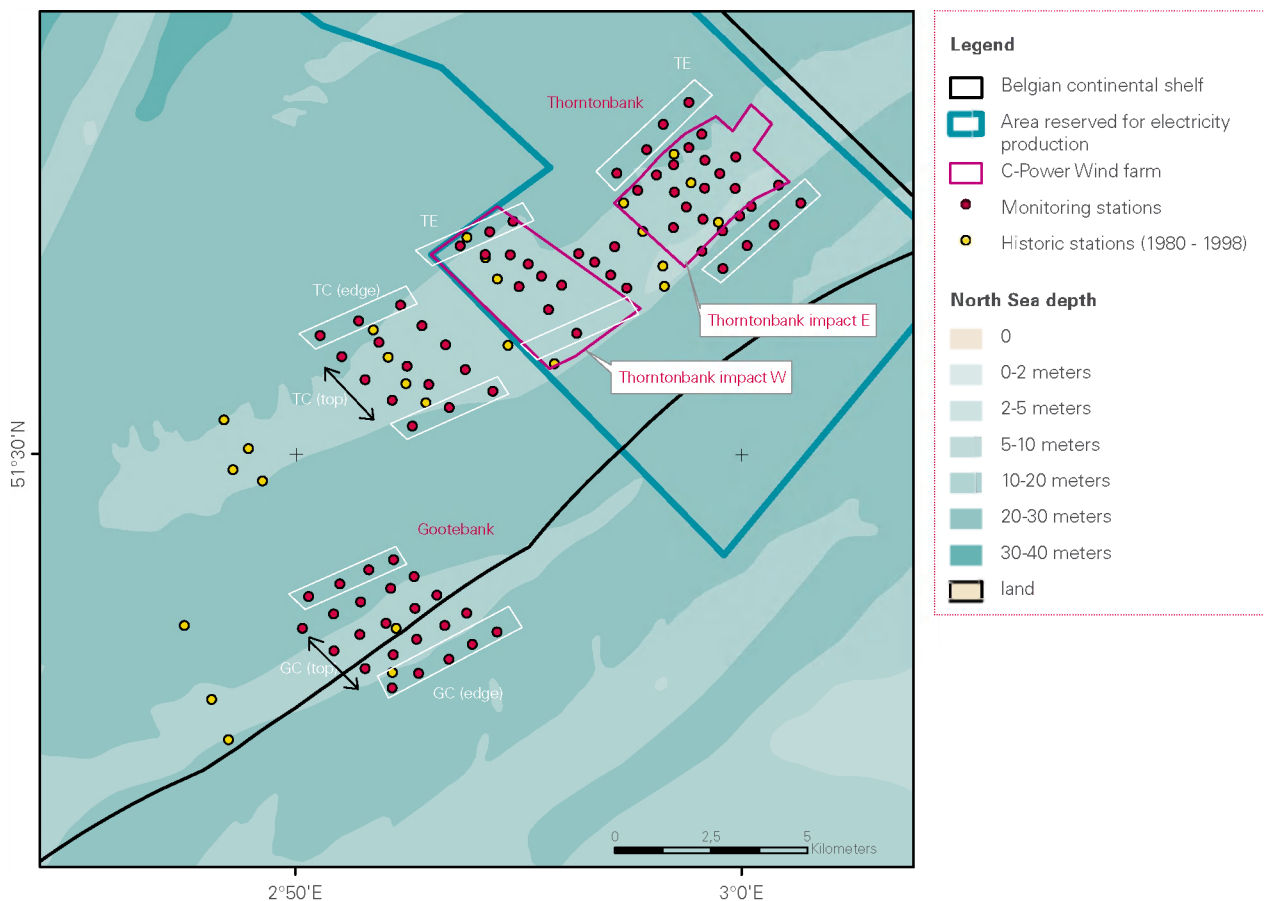 TE
Thorntonbank
TE
TC (edge)
TC (top)
Thorntonbank impact E
Thorntonbank impact W
Gootebank
GC (top)
GC (edge)
51°30'N
0 2,5 5
Kilometers
2°50'E 3°0'E
Legend
Belgian continental shelf
Area reserved for electricity
production
C-Power Wind farm
Monitoring stations
Historic stations (1980 - 1998)
North Sea depth
0
0-2 meters
2-5 meters
5-10 meters
10-20 meters
20-30 meters
30-40 meters
land